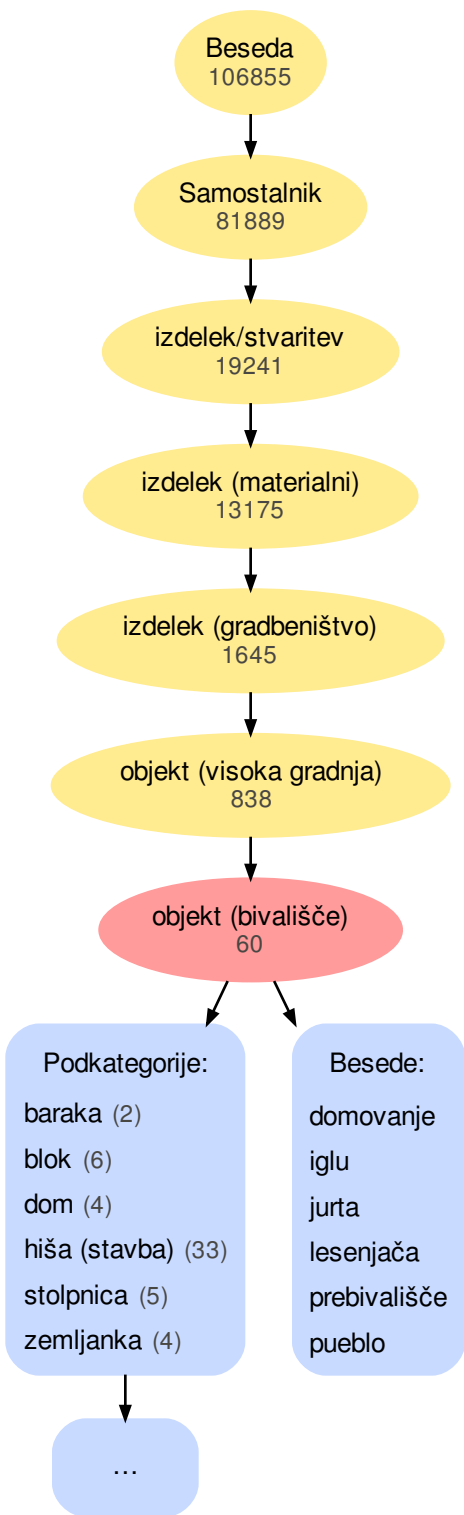 Beseda
106855
Samostalnik
81889
izdelek/stvaritev
19241
izdelek (materialni)
13175
izdelek (gradbeništvo)
1645
objekt (visoka gradnja)
838
objekt (bivališče)
60
Podkategorije:
baraka (2)
blok (6)
dom (4)
hiša (stavba) (33)
stolpnica (5)
zemljanka (4)
Besede:
domovanje
iglu
jurta
lesenjača
prebivališče
pueblo
...